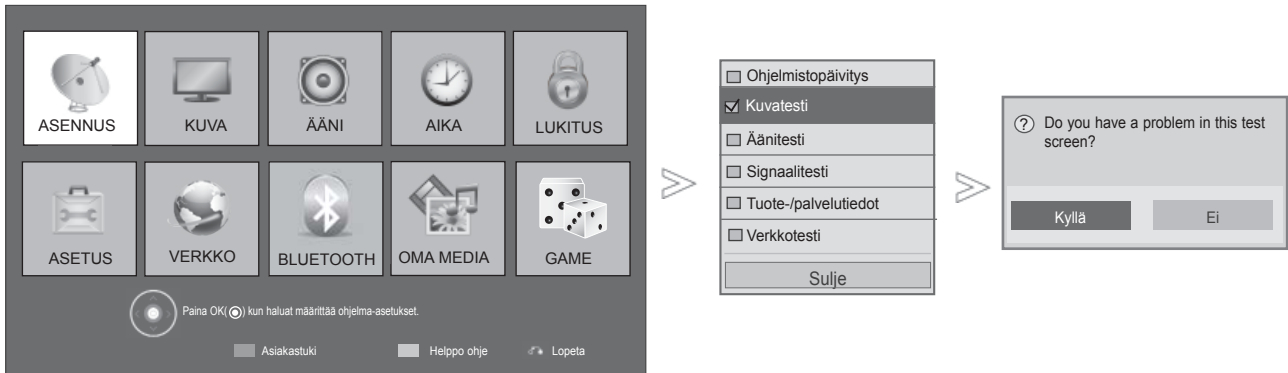 ASENNUS KUVA ÄÄNI AIKA LUKITUS
ASETUS VERKKO BLUETOOTH OMA MEDIA GAME
Paina OK(◉) kun haluat määrittää ohjelma-asetukset.
Asiakastuki Helppo ohje Lopeta
Ohjelmistopäivitys
Kuvatesti
Äänitesti
Signaalitesti
Tuote-/palvelutiedot
Verkkotesti
Sulje
? Do you have a problem in this test
screen?
Kyllä Ei